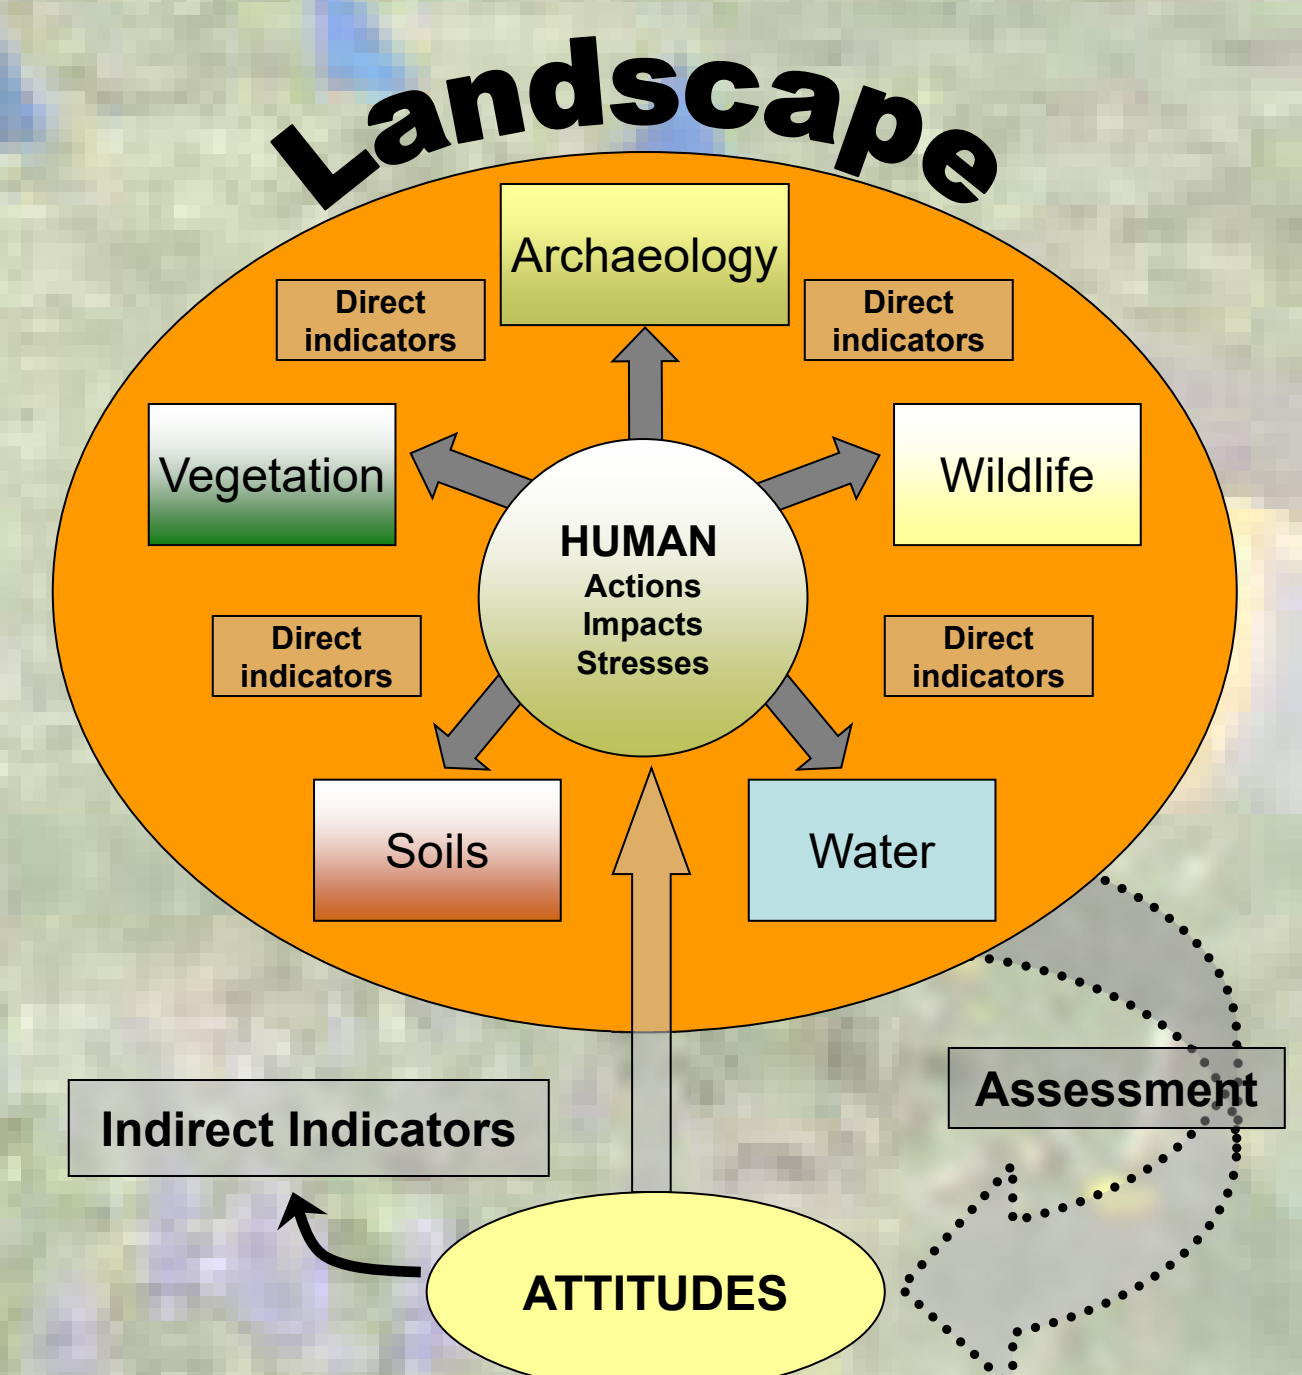 Landscape
Archaeology
Direct
indicators
Direct
indicators
Vegetation
Wildlife
HUMAN
Actions
Impacts
Stresses
Direct
indicators
Direct
indicators
Soils
Water
Assessment
Indirect Indicators
ATTITUDES